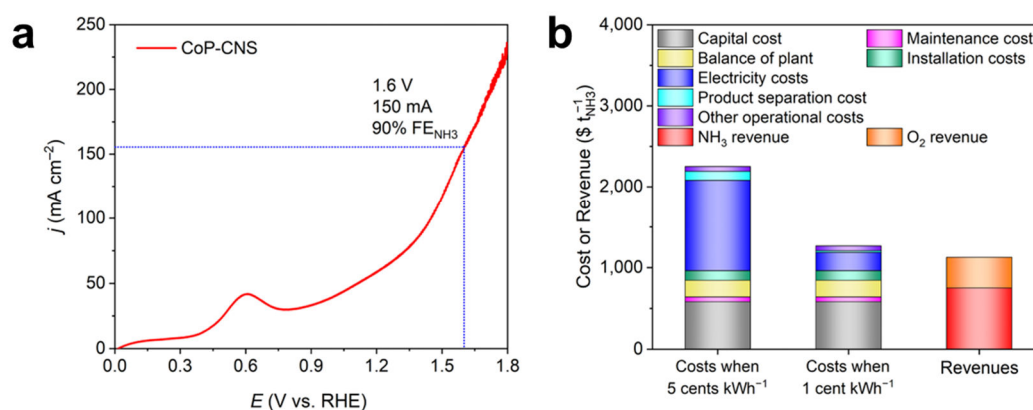 a
250
200
150
100
50
0
j (mA cm⁻²)
CoP-CNS
1.6 V
150 mA
90% FE_NH3
0.0
0.3
0.6
0.9
1.2
1.5
1.8
E (V vs. RHE)
b
4,000
3,000
2,000
1,000
0
Cost or Revenue ($ t⁻¹_NH3)
Capital cost
Maintenance cost
Balance of plant
Installation costs
Electricity costs
Product separation cost
Other operational costs
NH₃ revenue
O₂ revenue
Costs when
5 cents kWh⁻¹
Costs when
1 cent kWh⁻¹
Revenues